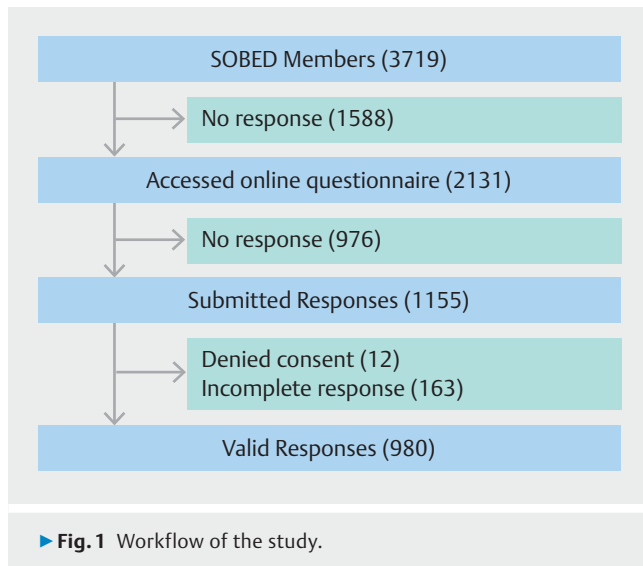 SOBED Members (3719)
No response (1588)
Accessed online questionnaire (2131)
No response (976)
Submitted Responses (1155)
Denied consent (12)
Incomplete response (163)
Valid Responses (980)
▶ Fig. 1 Workflow of the study.